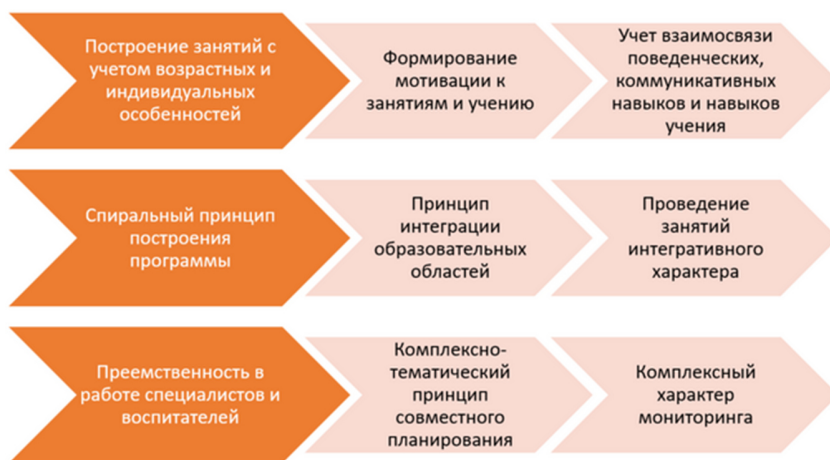 Построение занятий с
учетом возрастных и
индивидуальных
особенностей
Формирование
мотивации к
занятиям и учению
Учет взаимосвязи
поведенческих,
коммуникативных
навыков и навыков
учения
Спиральный принцип
построения
программы
Принцип
интеграции
образовательных
областей
Проведение
занятий
интегративного
характера
Преемственность в
работе специалистов и
воспитателей
Комплексно-
тематический
принцип
совместного
планирования
Комплексный
характер
мониторинга